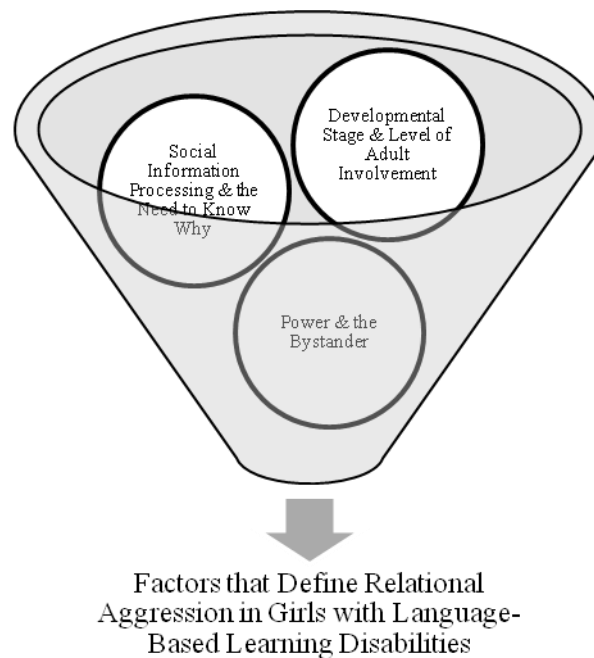 Social
Information
Processing & the
Need to Know
Why
Developmental
Stage & Level of
Adult
Involvement
Power & the
Bystander
Factors that Define Relational
Aggression in Girls with Language-
Based Learning Disabilities